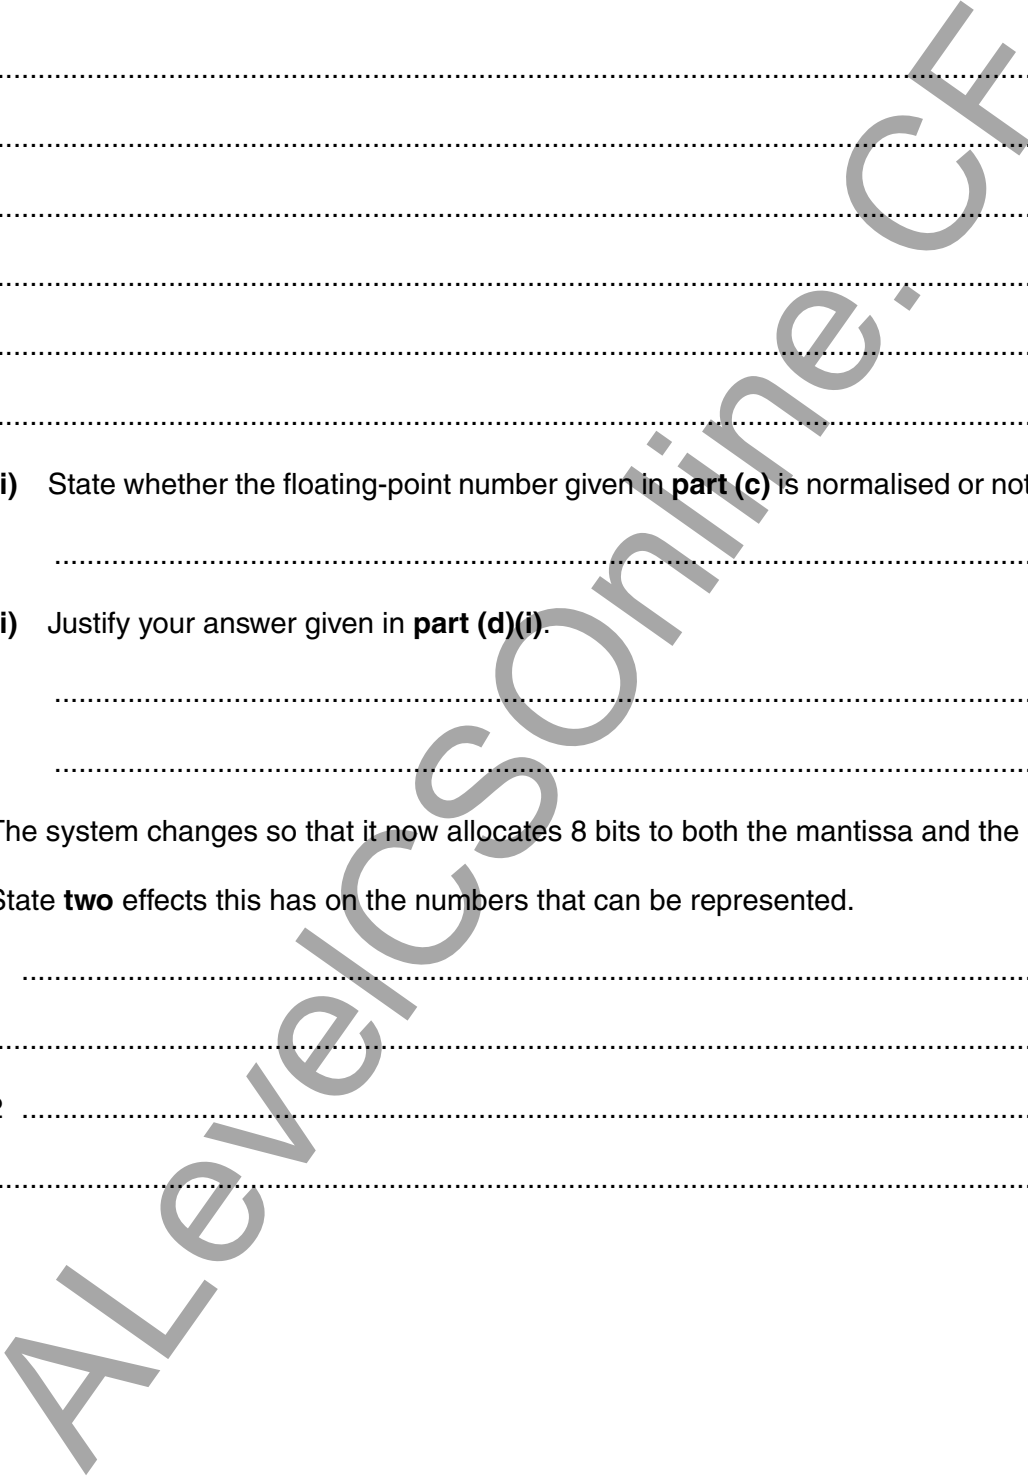 i) State whether the floating-point number given in part (c) is normalised or not
i) Justify your answer given in part (d)(i).
The system changes so that it now allocates 8 bits to both the mantissa and the
State two effects this has on the numbers that can be represented.
2
ALevelCSOnline.CF